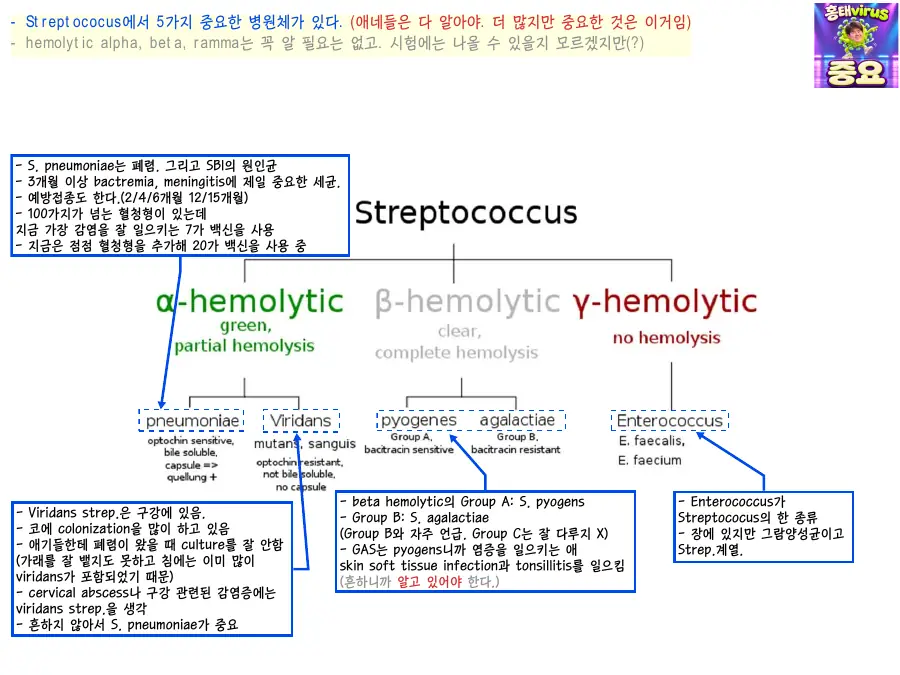 - Streptococus에서 5가지 중요한 병원체가 있다. (얘네들은 다 알아야. 더 많지만 중요한 것은 이거임)
- hemolytic alpha, beta, ramma는 꼭 알 필요는 없고. 시험에는 나올 수 있을지 모르겠지만(?)
홍태virus
중요
- S. pneumoniae는 폐렴. 그리고 SBI의 원인균
- 3개월 이상 bactremia, meningitis에 제일 중요한 세균.
- 예방접종도 한다.(2/4/6개월 12/15개월)
- 100가지가 넘는 혈청형이 있는데
지금 가장 감염을 잘 일으키는 7가 백신을 사용
- 지금은 점점 혈청형을 추가해 20가 백신을 사용 중
Streptococcus
α-hemolytic
green,
partial hemolysis
β-hemolytic
clear,
complete hemolysis
γ-hemolytic
no hemolysis
pneumoniae
optochin sensitive,
bile soluble,
capsule =>
quellung +
Viridans
mutans, sanguis
optochin resistant,
not bile soluble,
no capsule
pyogenes
Group A,
bacitracin sensitive
agalactiae
Group B,
bacitracin resistant
Enterococcus
E. faecalis,
E. faecium
- Viridans strep.은 구강에 있음.
- 코에 colonization을 많이 하고 있음
- 애기들한테 폐렴이 왔을 때 culture를 잘 안함
(가래를 잘 뱉지도 못하고 침에는 이미 많이
viridans가 포함되었기 때문)
- cervical abscess나 구강 관련된 감염증에는
viridans strep.을 생각
- 흔하지 않아서 S. pneumoniae가 중요
- beta hemolytic의 Group A: S. pyogens
- Group B: S. agalactiae
(Group B와 자주 언급. Group C는 잘 다루지 X)
- GAS는 pyogens니까 염증을 일으키는 애
skin soft tissue infection과 tonsillitis를 일으킴
(흔하니까 알고 있어야 한다.)
- Enterococcus가
Streptococus의 한 종류
- 장에 있지만 그람양성균이고
Strep.계열.